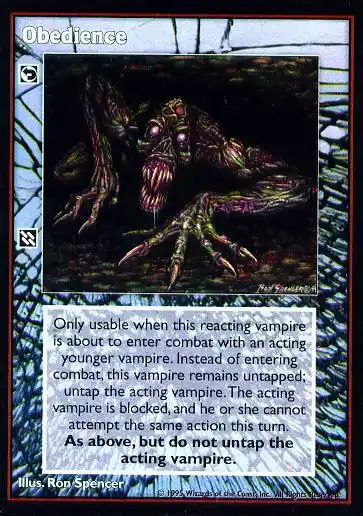 Obedience
RON SPENCER
Only usable when this reacting vampire
is about to enter combat with an acting
younger vampire. Instead of entering
combat, this vampire remains untapped;
untap the acting vampire. The acting
vampire is blocked, and he or she cannot
attempt the same action this turn.
As above, but do not untap the
acting vampire.
Illus. Ron Spencer
© 1995 Wizards of the Coast, Inc. All Rights Reserved.